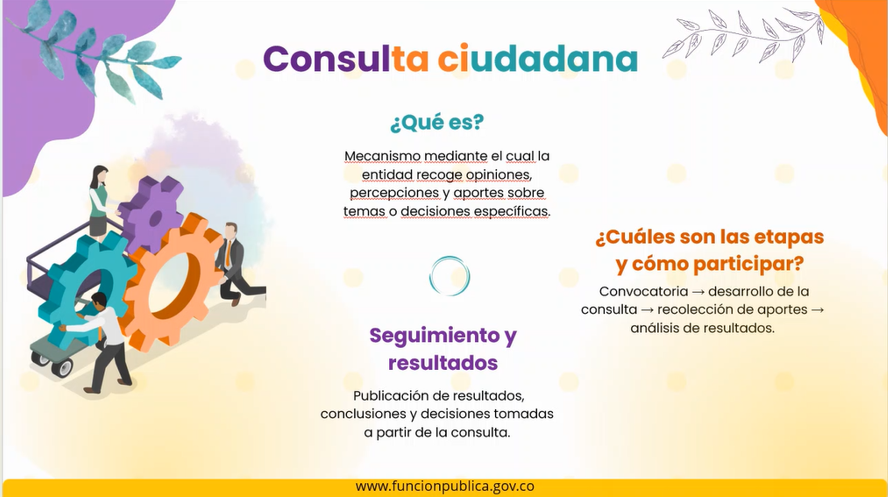 Consulta ciudadana
¿Qué es?
Mecanismo mediante el cual la
entidad recoge opiniones,
percepciones y aportes sobre
temas o decisiones específicas.
¿Cuáles son las etapas
y cómo participar?
Convocatoria → desarrollo de la
consulta → recolección de aportes →
análisis de resultados.
Seguimiento y
resultados
Publicación de resultados,
conclusiones y decisiones tomadas
a partir de la consulta.
www.funcionpublica.gov.co